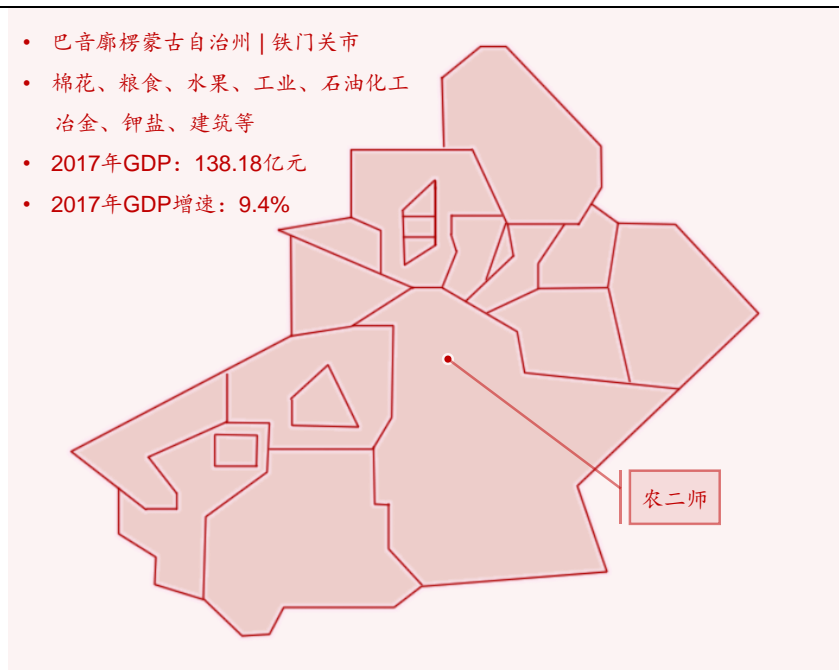 • 巴音廓楞蒙古自治州 | 铁门关市
• 棉花、粮食、水果、工业、石油化工
冶金、钾盐、建筑等
• 2017年GDP：138.18亿元
• 2017年GDP增速：9.4%
农二师